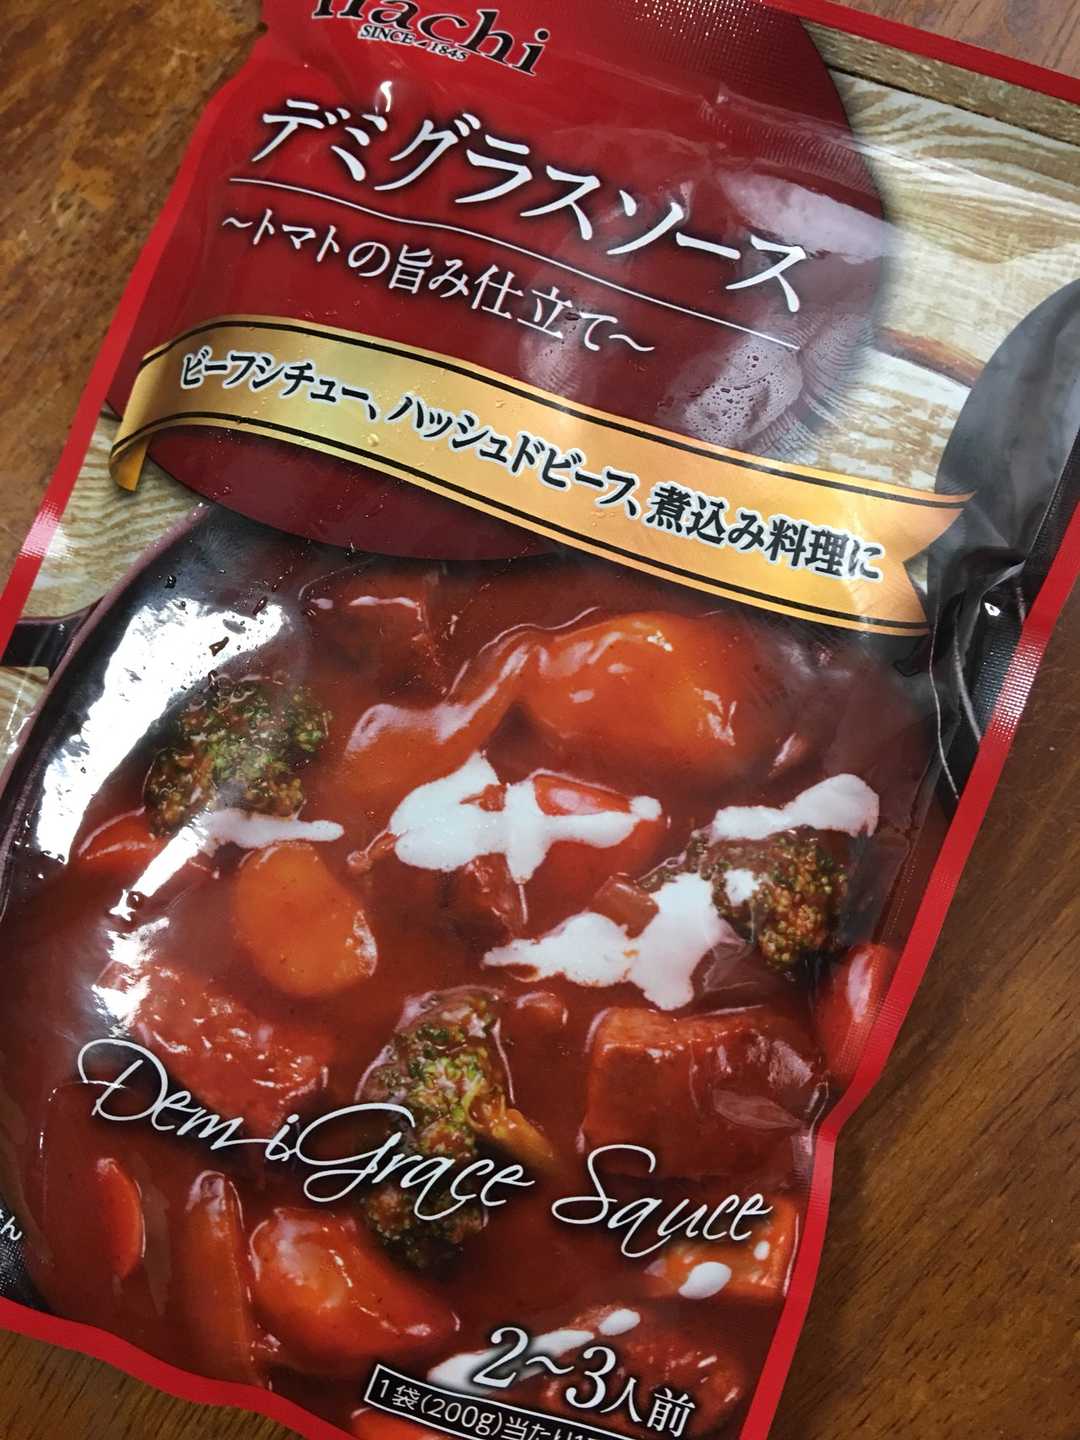 Hachi
SINCE 1845
デミグラスソース
~トマトの旨み仕立て~
ビーフシチュー、ハッシュドビーフ、煮込み料理に
DemiGrace Sauce
2~3人前
1袋(200g)当たり